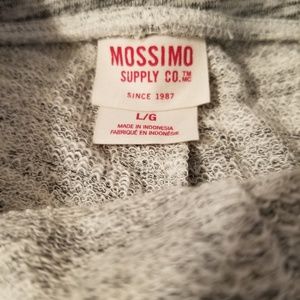 MOSSIMO
SUPPLY CO.™ MC
SINCE 1987
L/G
MADE IN INDONESIA
FABRIQUÉ EN INDONÉSIE